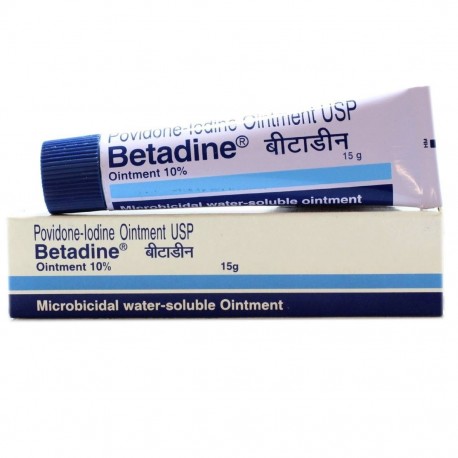 Povidone-Iodine Ointment USP
Betadine® बीटाडीन
Ointment 10% 15 g
Microbicidal water-soluble ointment
Povidone-Iodine Ointment USP
Betadine® बीटाडीन
Ointment 10% 15g
Microbicidal water-soluble Ointment